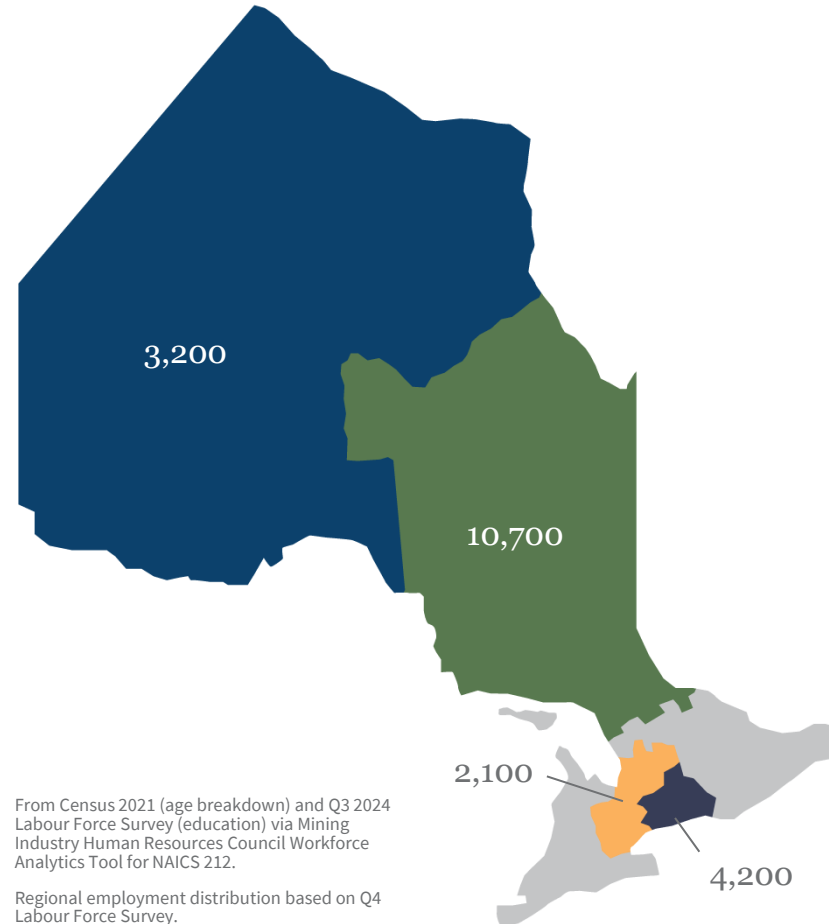 3,200
10,700
2,100
4,200
From Census 2021 (age breakdown) and Q3 2024
Labour Force Survey (education) via Mining
Industry Human Resources Council Workforce
Analytics Tool for NAICS 212.
Regional employment distribution based on Q4
Labour Force Survey.